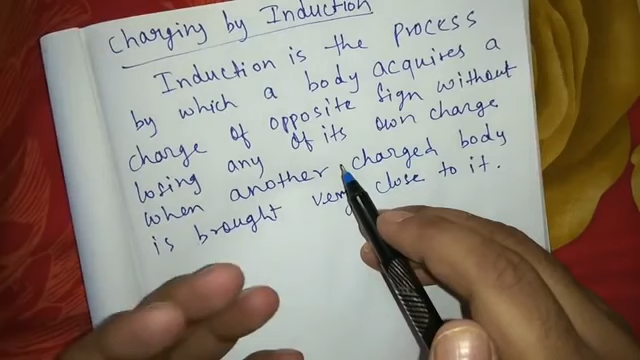 Charging by Induction
Induction is the process
by which a body acquires a
charge of opposite sign without
losing any of its own charge
when another charged body
is brought very close to it.